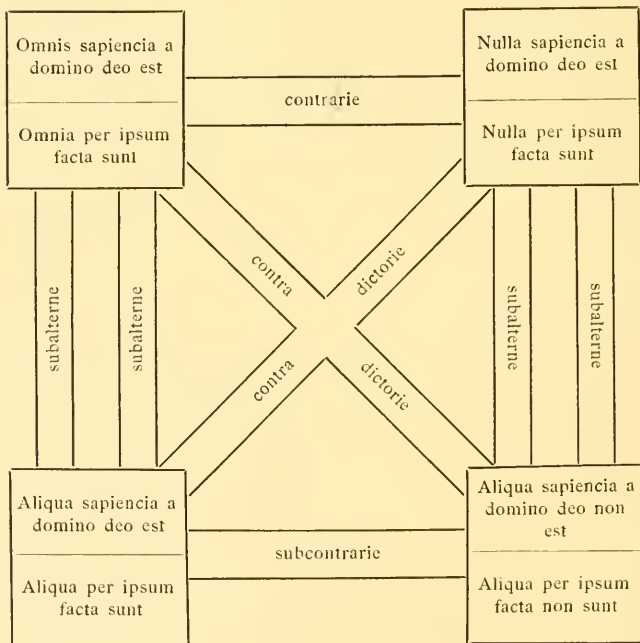 Omnis sapiencia a
domino deo est
Omnia per ipsum
facta sunt
contrarie
Nulla sapiencia a
domino deo est
Nulla per ipsum
facta sunt
subalterne
subalterne
contra
dictorie
contra
dictorie
subalterne
subalterne
Aliqua sapiencia a
domino deo est
Aliqua per ipsum
facta sunt
subcontrarie
Aliqua sapiencia a
domino deo non
est
Aliqua per ipsum
facta non sunt